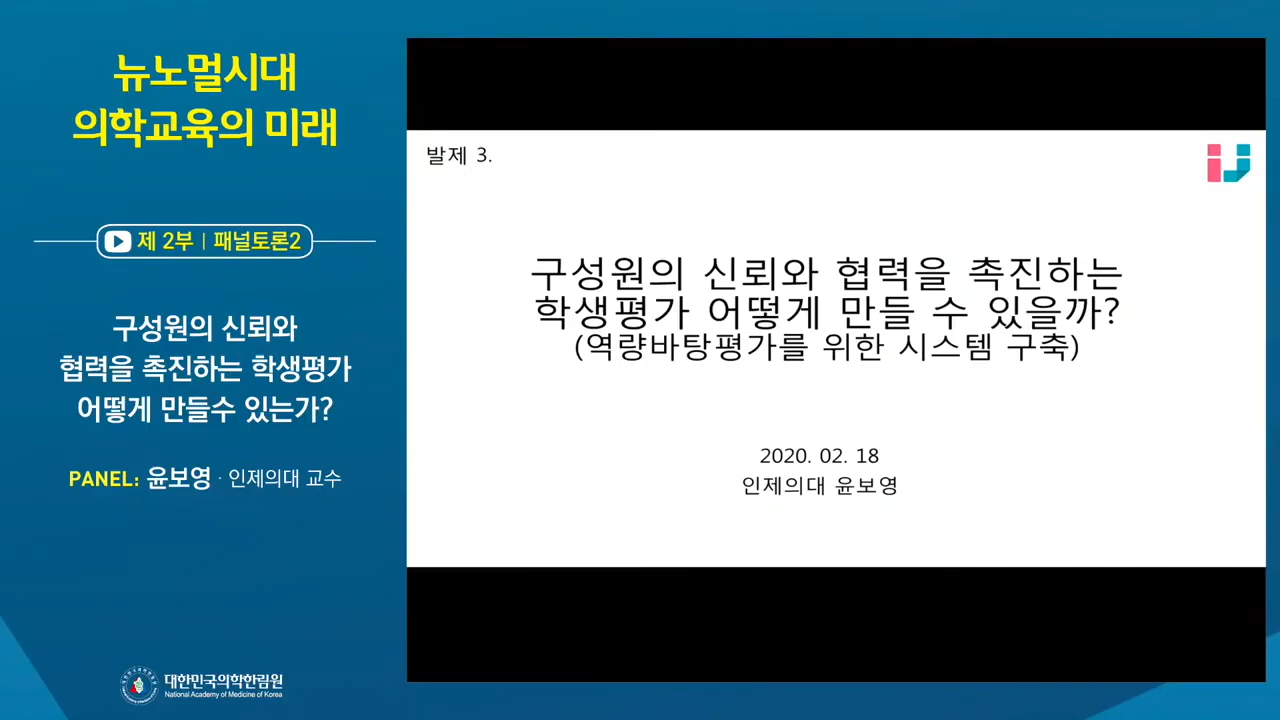 뉴노멀시대
의학교육의 미래
제 2부 | 패널토론2
구성원의 신뢰와
협력을 촉진하는 학생평가
어떻게 만들수 있는가?
PANEL: 윤보영 · 인제의대 교수
대한민국의학한림원
National Academy of Medicine of Korea
발제 3.
구성원의 신뢰와 협력을 촉진하는
학생평가 어떻게 만들 수 있을까?
(역량바탕평가를 위한 시스템 구축)
2020. 02. 18
인제의대 윤보영